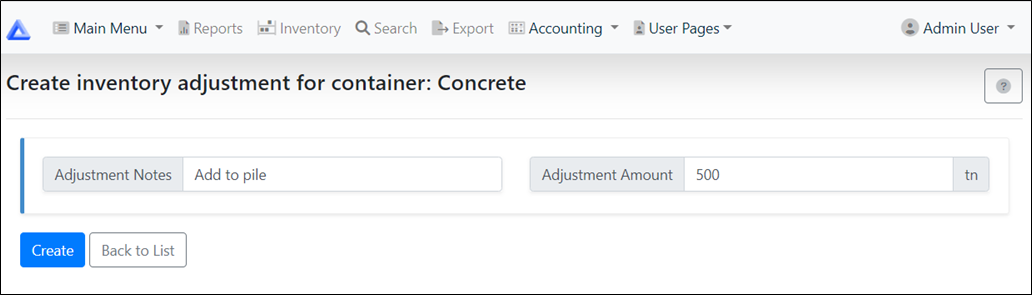 Main Menu Reports Inventory Search Export Accounting User Pages Admin User
Create inventory adjustment for container: Concrete
?
Adjustment Notes Add to pile Adjustment Amount 500 tn
Create Back to List